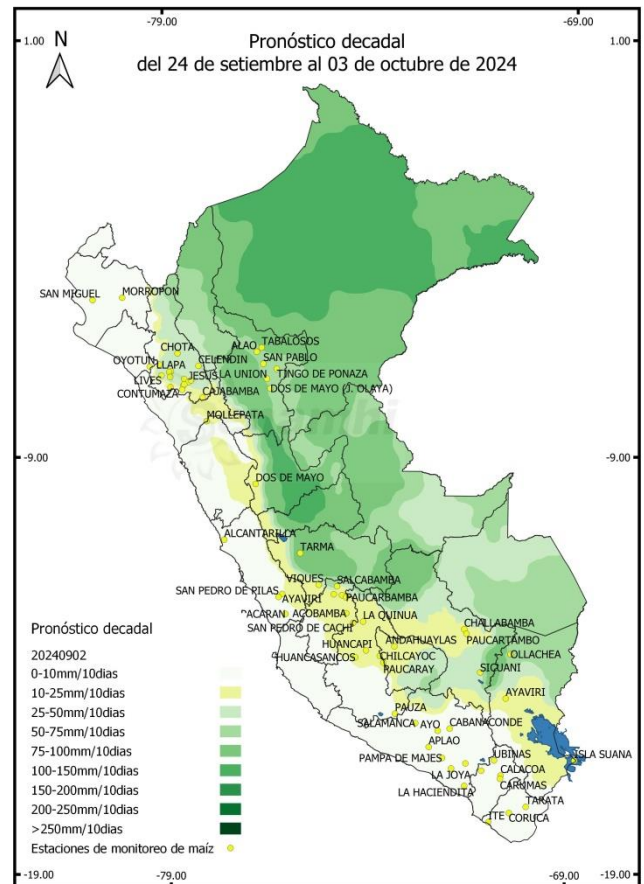 -79.00
-69.00
1.00
1.00
N
Pronóstico decadal
del 24 de setiembre al 03 de octubre de 2024
SAN MIGUEL
MORROPON
CHOTA
ALAO
TABALOSOS
SAN PABLO
OYOTUN
LLAPA
CELENDIN
LIVES
JESUS
LA UNION
TINGO DE PONAZA
DOS DE MAYO (J. OLAYA)
CONTUMAZA
CAJABAMBA
MOLLEPATA
-9.00
-9.00
DOS DE MAYO
ALCANTARILLA
TARMA
VIQUES
SALCABAMBA
SAN PEDRO DE PILAS
AYAVIRI
PAUCARBAMBA
PACARAN
ACOBAMBA
LA QUINUA
SAN PEDRO DE CACHI
CHALLABAMBA
HUANCAPI
ANDAHUAYLAS
PAUCARTAMBO
HUANCASANCOS
CHILCAYOC
OLLACHEA
PAUCARAY
SICUANI
AYAVIRI
PAUZA
SALAMANCA
AYO
CABANACONDE
APLAO
PAMPA DE MAJES
UBINAS
ISLA SUANA
LA JOYA
CALACOA
LA HACIENDITA
CARUMAS
TARATA
ITE
CORUCA
Pronóstico decadal
20240902
0-10mm/10dias
10-25mm/10dias
25-50mm/10dias
50-75mm/10dias
75-100mm/10dias
100-150mm/10dias
150-200mm/10dias
200-250mm/10dias
>250mm/10dias
Estaciones de monitoreo de maíz
-19.00
-19.00
-79.00
-69.00